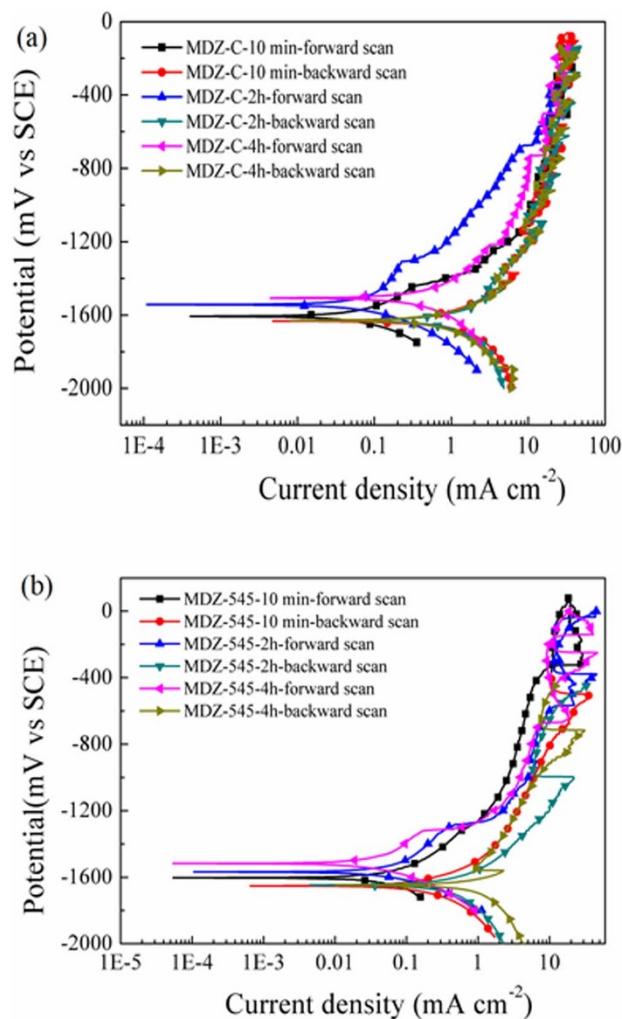 (a)
MDZ-C-10 min-forward scan
MDZ-C-10 min-backward scan
MDZ-C-2h-forward scan
MDZ-C-2h-backward scan
MDZ-C-4h-forward scan
MDZ-C-4h-backward scan
Potential (mV vs SCE)
0
-400
-800
-1200
-1600
-2000
1E-4 1E-3 0.01 0.1 1 10 100
Current density (mA cm⁻²)
(b)
MDZ-545-10 min-forward scan
MDZ-545-10 min-backward scan
MDZ-545-2h-forward scan
MDZ-545-2h-backward scan
MDZ-545-4h-forward scan
MDZ-545-4h-backward scan
Potential(mV vs SCE)
0
-400
-800
-1200
-1600
-2000
1E-5 1E-4 1E-3 0.01 0.1 1 10
Current density (mA cm⁻²)